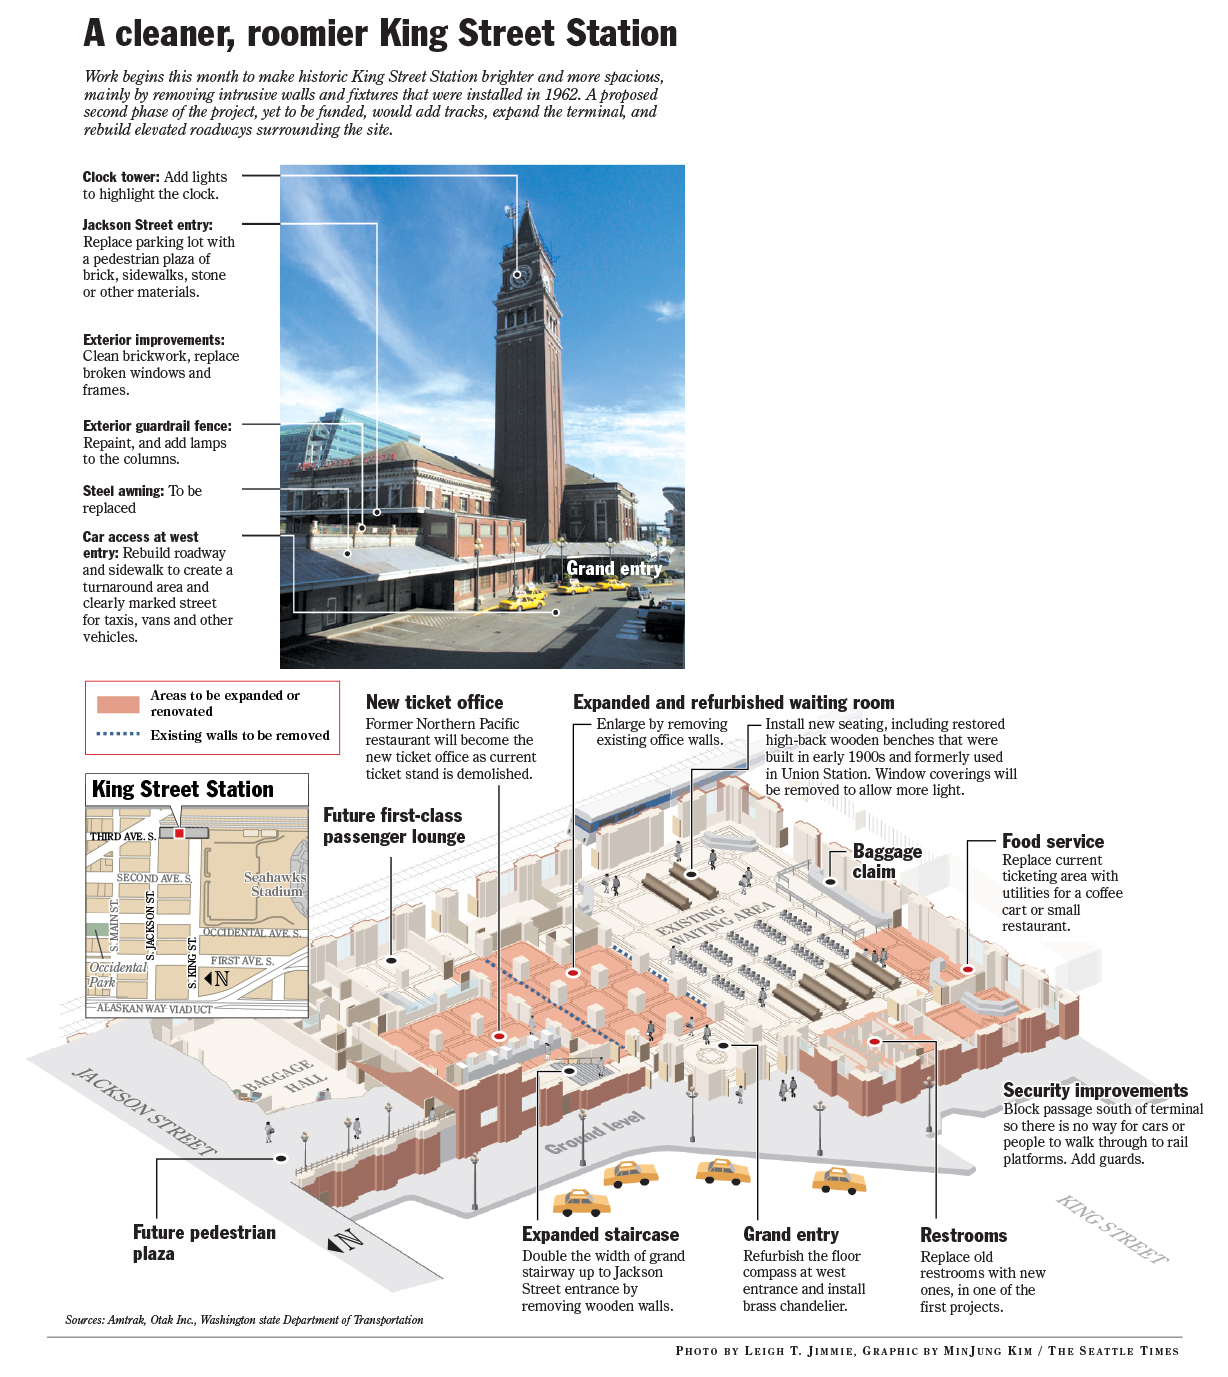 A cleaner, roomier King Street Station
Work begins this month to make historic King Street Station brighter and more spacious,
mainly by removing intrusive walls and fixtures that were installed in 1962. A proposed
second phase of the project, yet to be funded, would add tracks, expand the terminal, and
rebuild elevated roadways surrounding the site.
Clock tower: Add lights
to highlight the clock.
Jackson Street entry:
Replace parking lot with
a pedestrian plaza of
brick, sidewalks, stone
or other materials.
Exterior improvements:
Clean brickwork, replace
broken windows and
frames.
Exterior guardrail fence:
Repaint, and add lamps
to the columns.
Steel awning: To be
replaced
Car access at west
entry: Rebuild roadway
and sidewalk to create a
turnaround area and
clearly marked street
for taxis, vans and other
vehicles.
Grand entry
Areas to be expanded or
renovated
Existing walls to be removed
King Street Station
THIRD AVE. S.
SECOND AVE. S.
Seahawks
Stadium
S. MAIN ST.
S. JACKSON ST.
S. KING ST.
OCCIDENTAL AVE. S.
FIRST AVE. S.
Occidental
Park
N
ALASKAN WAY VIADUCT
New ticket office
Former Northern Pacific
restaurant will become the
new ticket office as current
ticket stand is demolished.
Expanded and refurbished waiting room
Enlarge by removing
existing office walls.
Install new seating, including restored
high-back wooden benches that were
built in early 1900s and formerly used
in Union Station. Window coverings will
be removed to allow more light.
Future first-class
passenger lounge
Baggage
claim
Food service
Replace current
ticketing area with
utilities for a coffee
cart or small
restaurant.
EXISTING
WAITING AREA
BAGGAGE
HALL
JACKSON STREET
Ground level
Security improvements
Block passage south of terminal
so there is no way for cars or
people to walk through to rail
platforms. Add guards.
KING STREET
Future pedestrian
plaza
N
Expanded staircase
Double the width of grand
stairway up to Jackson
Street entrance by
removing wooden walls.
Grand entry
Refurbish the floor
compass at west
entrance and install
brass chandelier.
Restrooms
Replace old
restrooms with new
ones, in one of the
first projects.
Sources: Amtrak, Otak Inc., Washington state Department of Transportation
PHOTO BY LEIGH T. JIMMIE, GRAPHIC BY MINJUNG KIM / THE SEATTLE TIMES